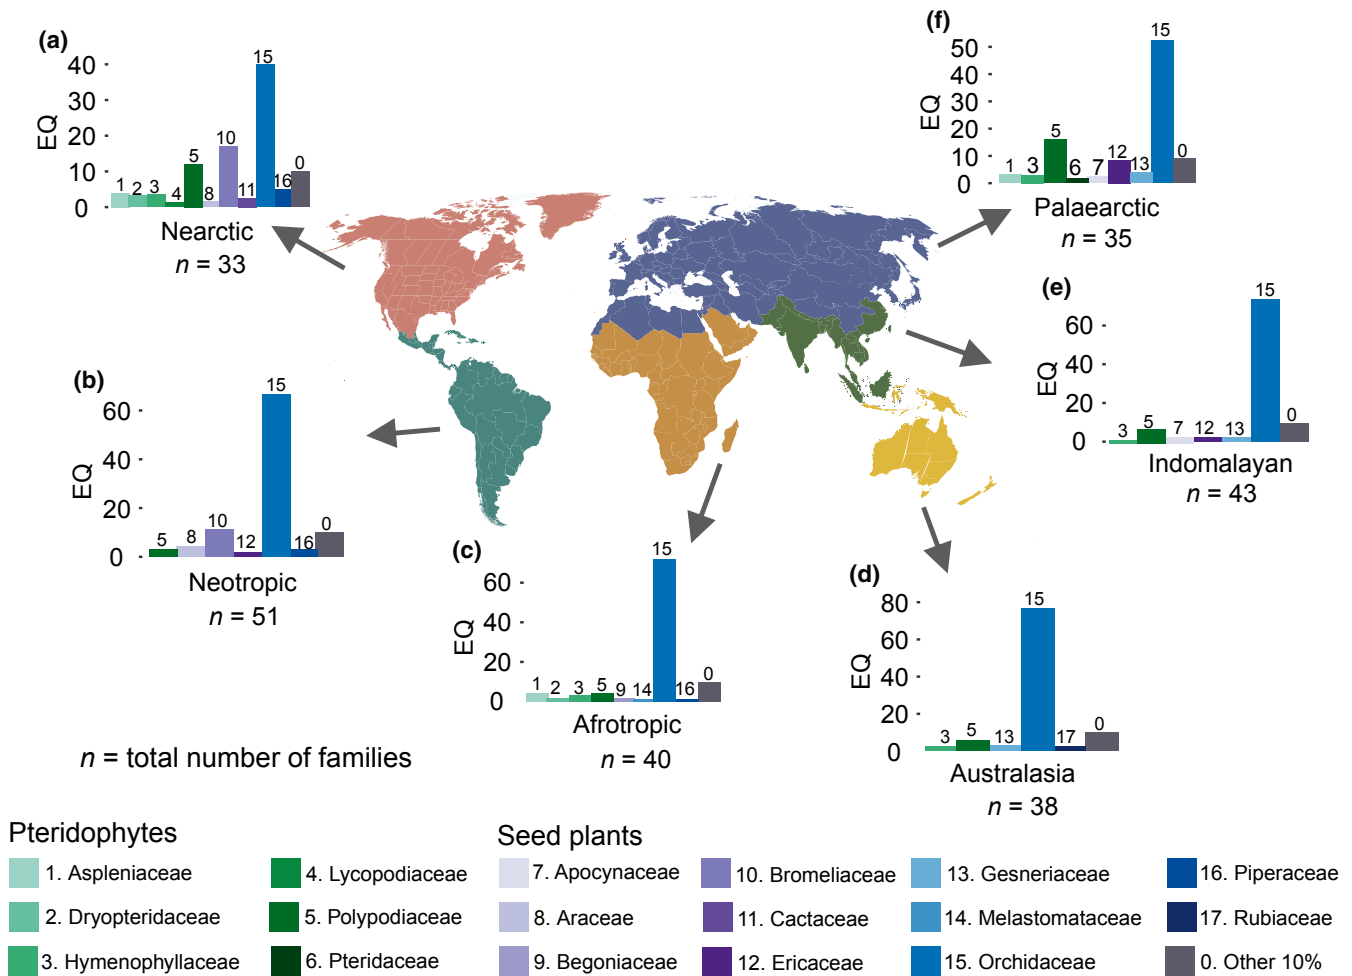 (a)
EQ
40
30
20
10
0
1 2 3 4 5 8 10 11 15 16 0
Nearctic
n = 33
(f)
EQ
50
40
30
20
10
0
1 3 5 6 7 12 13 15 0
Palaearctic
n = 35
(e)
EQ
60
40
20
0
3 5 7 12 13 15 0
Indomalayan
n = 43
(b)
EQ
60
40
20
0
5 8 10 12 15 16 0
Neotropic
n = 51
(c)
EQ
60
40
20
0
1 2 3 5 9 14 15 16 0
Afrotropic
n = 40
(d)
EQ
80
60
40
20
0
3 5 13 15 17 0
Australasia
n = 38
n = total number of families
Pteridophytes
1. Aspleniaceae
2. Dryopteridaceae
3. Hymenophyllaceae
4. Lycopodiaceae
5. Polypodiaceae
6. Pteridaceae
Seed plants
7. Apocynaceae
8. Araceae
9. Begoniaceae
10. Bromeliaceae
11. Cactaceae
12. Ericaceae
13. Gesneriaceae
14. Melastomataceae
15. Orchidaceae
16. Piperaceae
17. Rubiaceae
0. Other 10%